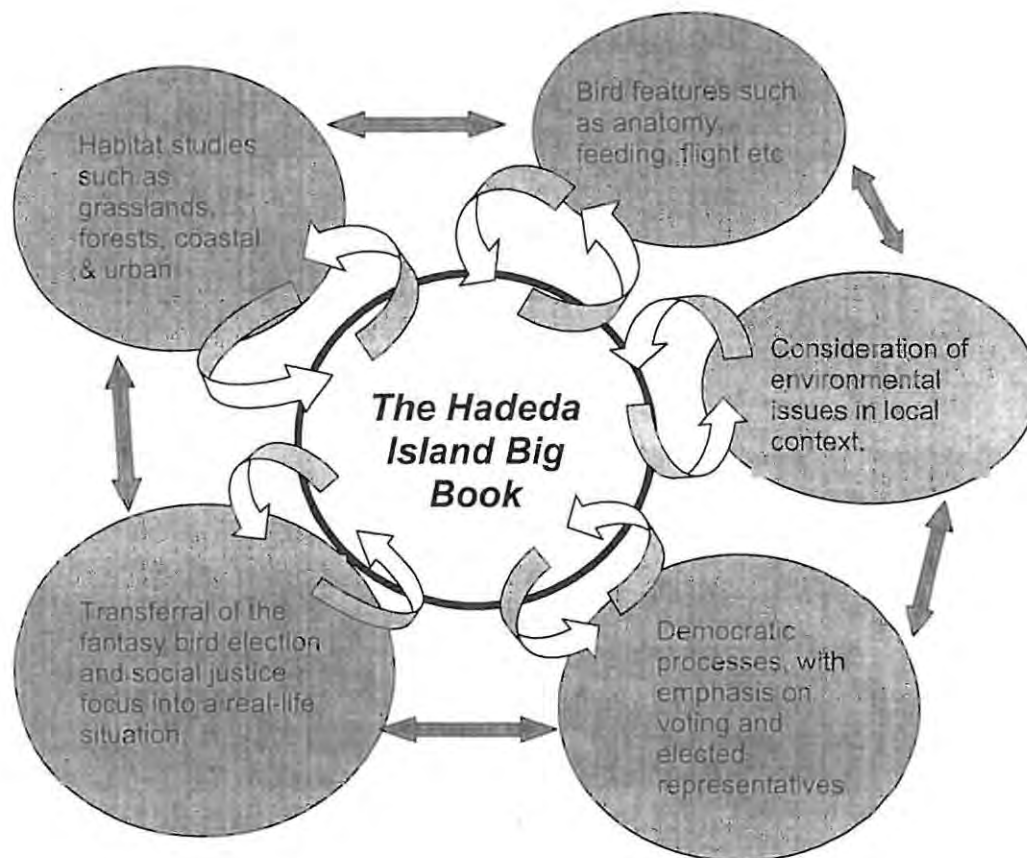 Habitat studies
such as
grasslands,
forests, coastal
& urban
Bird features such
as anatomy,
feeding, flight etc
Consideration of
environmental
issues in local
context.
The Hadeda
Island Big
Book
Transferral of the
fantasy bird election
and social justice
focus into a real-life
situation
Democratic
processes, with
emphasis on
voting and
elected
representatives